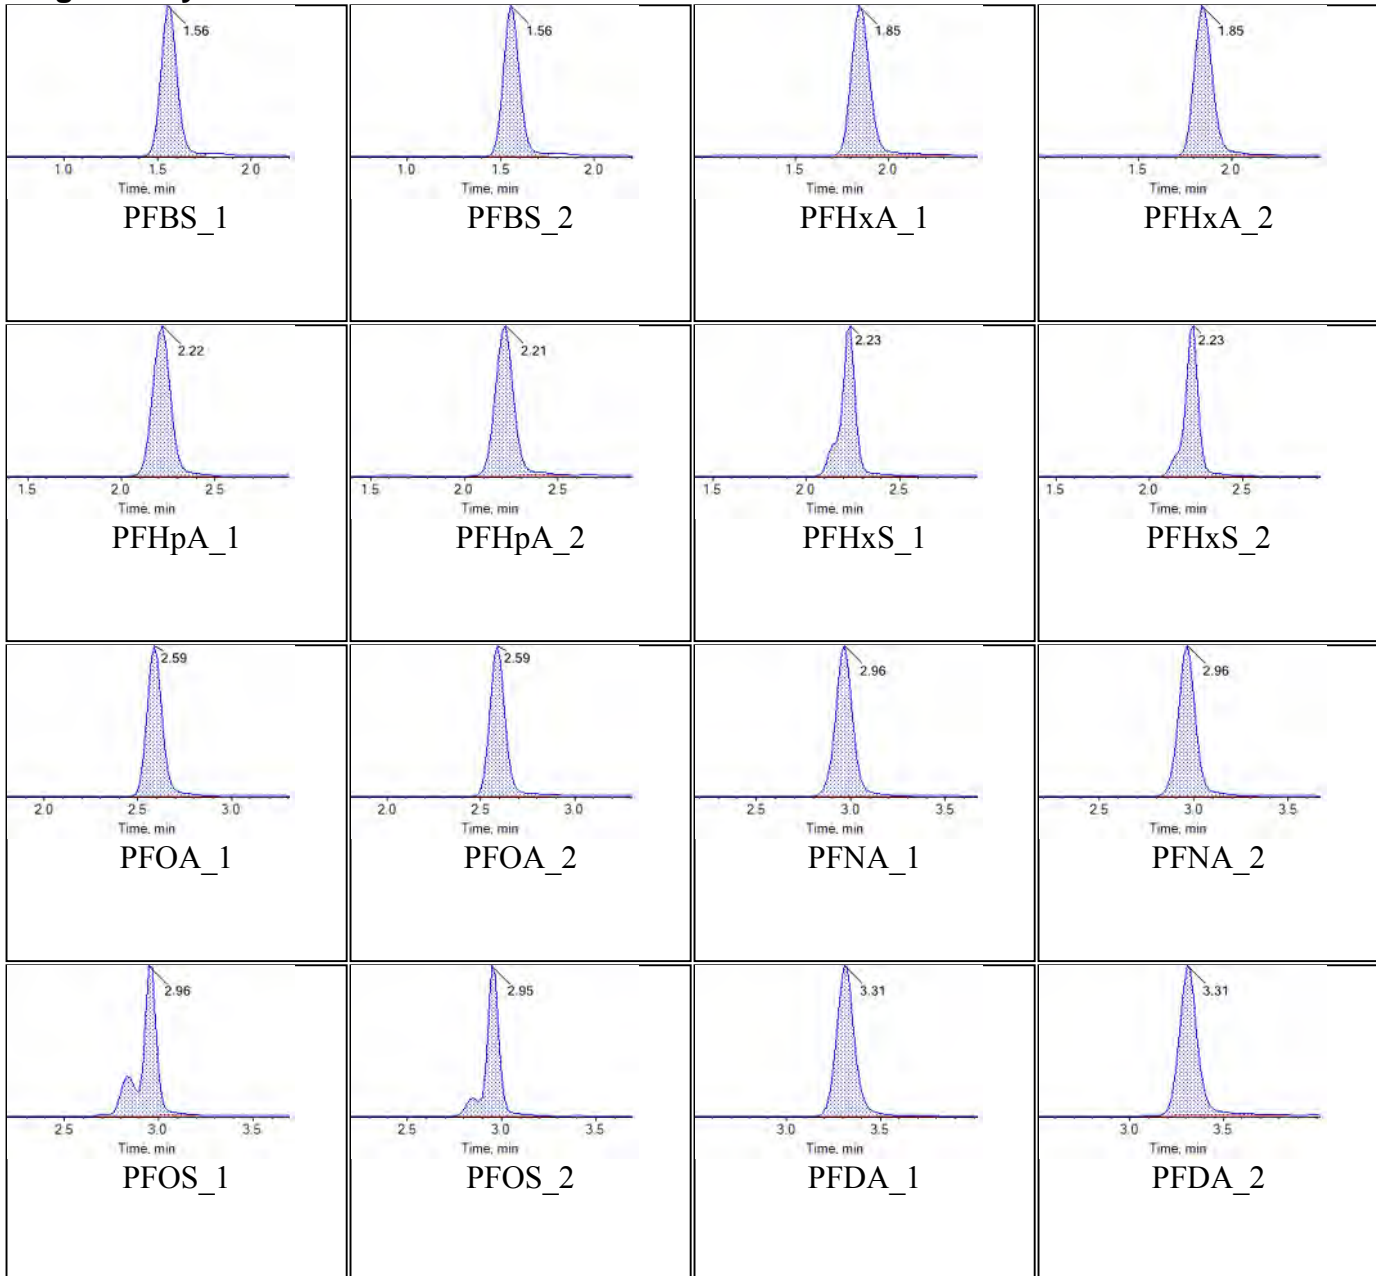 1.56 1.56 1.85 1.85
1.0 1.5 2.0 1.0 1.5 2.0 1.5 2.0 1.5 2.0
Time, min Time, min Time, min Time, min
PFBS_1 PFBS_2 PFHxA_1 PFHxA_2
2.22 2.21 2.23 2.23
1.5 2.0 2.5 1.5 2.0 2.5 1.5 2.0 2.5 1.5 2.0 2.5
Time, min Time, min Time, min Time, min
PFHpA_1 PFHpA_2 PFHxS_1 PFHxS_2
2.59 2.59 2.96 2.96
2.0 2.5 3.0 2.0 2.5 3.0 2.5 3.0 3.5 2.5 3.0 3.5
Time, min Time, min Time, min Time, min
PFOA_1 PFOA_2 PFNA_1 PFNA_2
2.96 2.95 3.31 3.31
2.5 3.0 3.5 2.5 3.0 3.5 3.0 3.5 3.0 3.5
Time, min Time, min Time, min Time, min
PFOS_1 PFOS_2 PFDA_1 PFDA_2